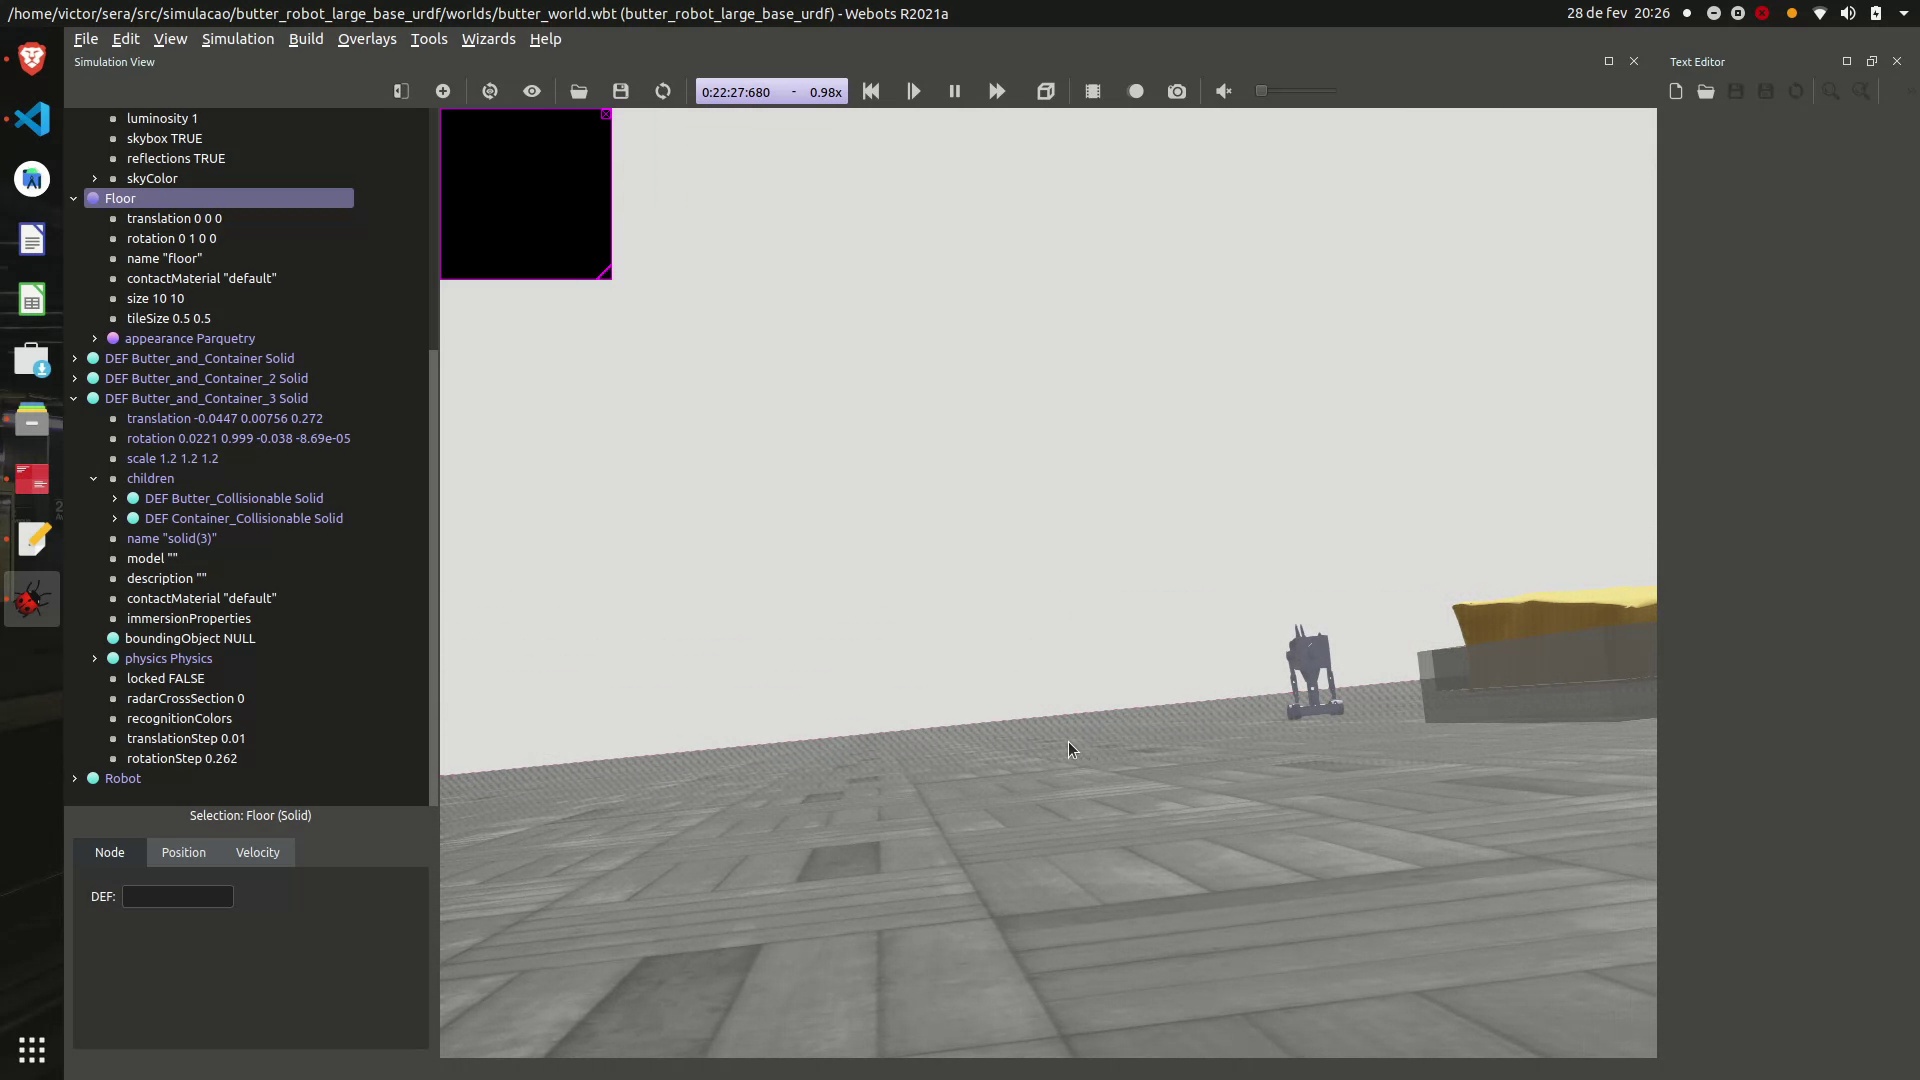 /home/victor/sera/src/simulacao/butter_robot_large_base_urdf/worlds/butter_world.wbt (butter_robot_large_base_urdf) - Webots R2021a
28 de fev 20:26
File Edit View Simulation Build Overlays Tools Wizards Help
Simulation View
Text Editor
0:22:27:680 - 0.98x
luminosity 1
skybox TRUE
reflections TRUE
skyColor
Floor
translation 0 0 0
rotation 0 1 0 0
name "floor"
contactMaterial "default"
size 10 10
tileSize 0.5 0.5
appearance Parquetry
DEF Butter_and_Container Solid
DEF Butter_and_Container_2 Solid
DEF Butter_and_Container_3 Solid
translation -0.0447 0.00756 0.272
rotation 0.0221 0.999 -0.038 -8.69e-05
scale 1.2 1.2 1.2
children
DEF Butter_Collisionable Solid
DEF Container_Collisionable Solid
name "solid(3)"
model ""
description ""
contactMaterial "default"
immersionProperties
boundingObject NULL
physics Physics
locked FALSE
radarCrossSection 0
recognitionColors
translationStep 0.01
rotationStep 0.262
Robot
Selection: Floor (Solid)
Node Position Velocity
DEF: